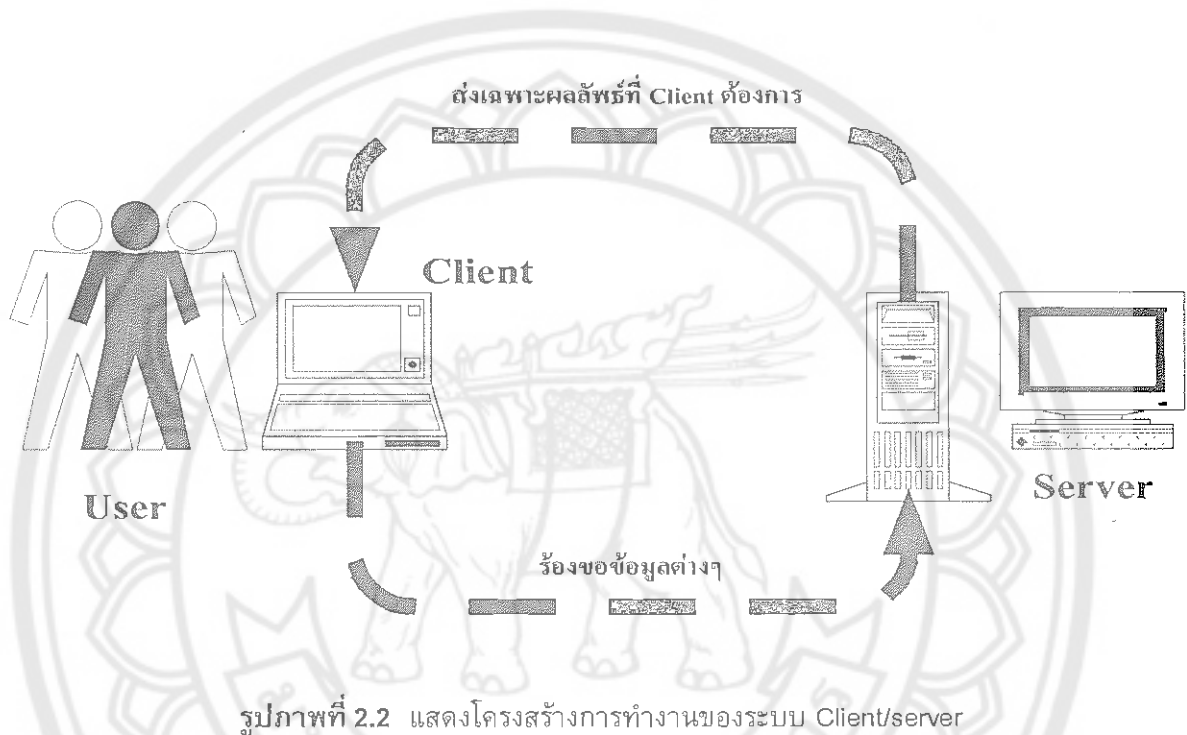 ส่งเฉพาะผลลัพธ์ที่ Client ต้องการ
Client
User
Server
ร้องขอข้อมูลต่างๆ
รูปภาพที่ 2.2 แสดงโครงสร้างการทำงานของระบบ Client/server